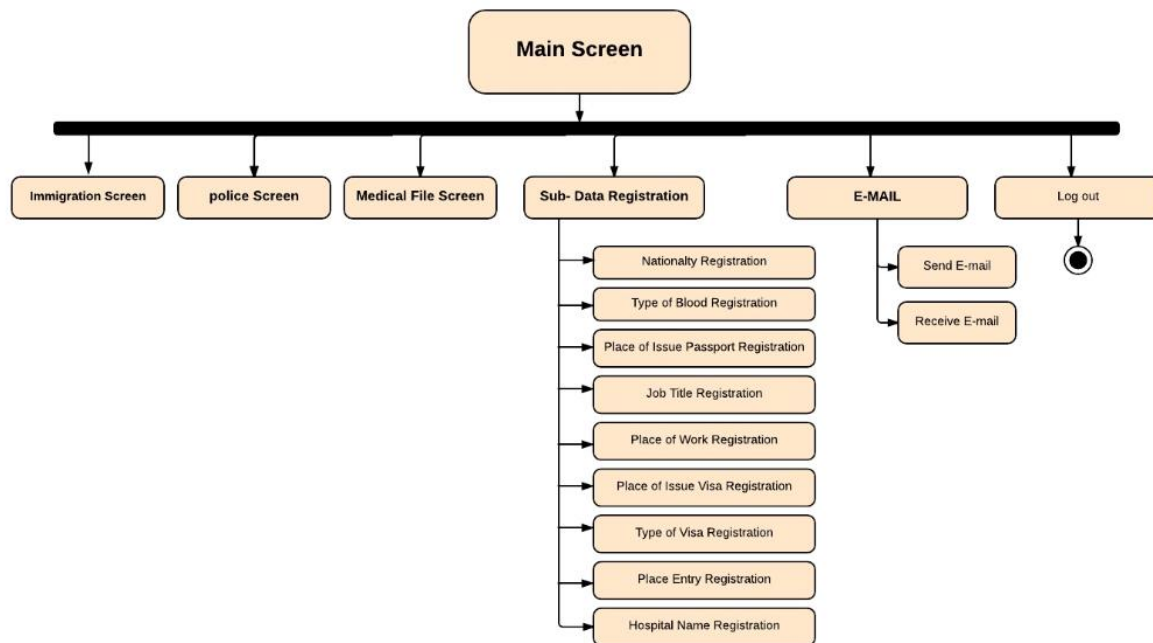 Main Screen
Immigration Screen
police Screen
Medical File Screen
Sub- Data Registration
E-MAIL
Log out
Nationalty Registration
Type of Blood Registration
Place of Issue Passport Registration
Job Title Registration
Place of Work Registration
Place of Issue Visa Registration
Type of Visa Registration
Place Entry Registration
Hospital Name Registration
Send E-mail
Receive E-mail